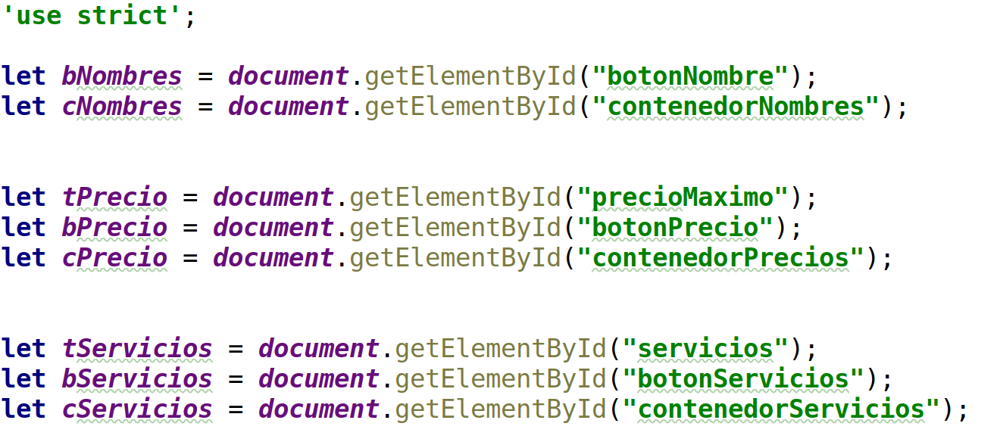 'use strict';
let bNombres = document.getElementById("botonNombre");
let cNombres = document.getElementById("contenedorNombres");
let tPrecio = document.getElementById("precioMaximo");
let bPrecio = document.getElementById("botonPrecio");
let cPrecio = document.getElementById("contenedorPrecios");
let tServicios = document.getElementById("servicios");
let bServicios = document.getElementById("botonServicios");
let cServicios = document.getElementById("contenedorServicios");